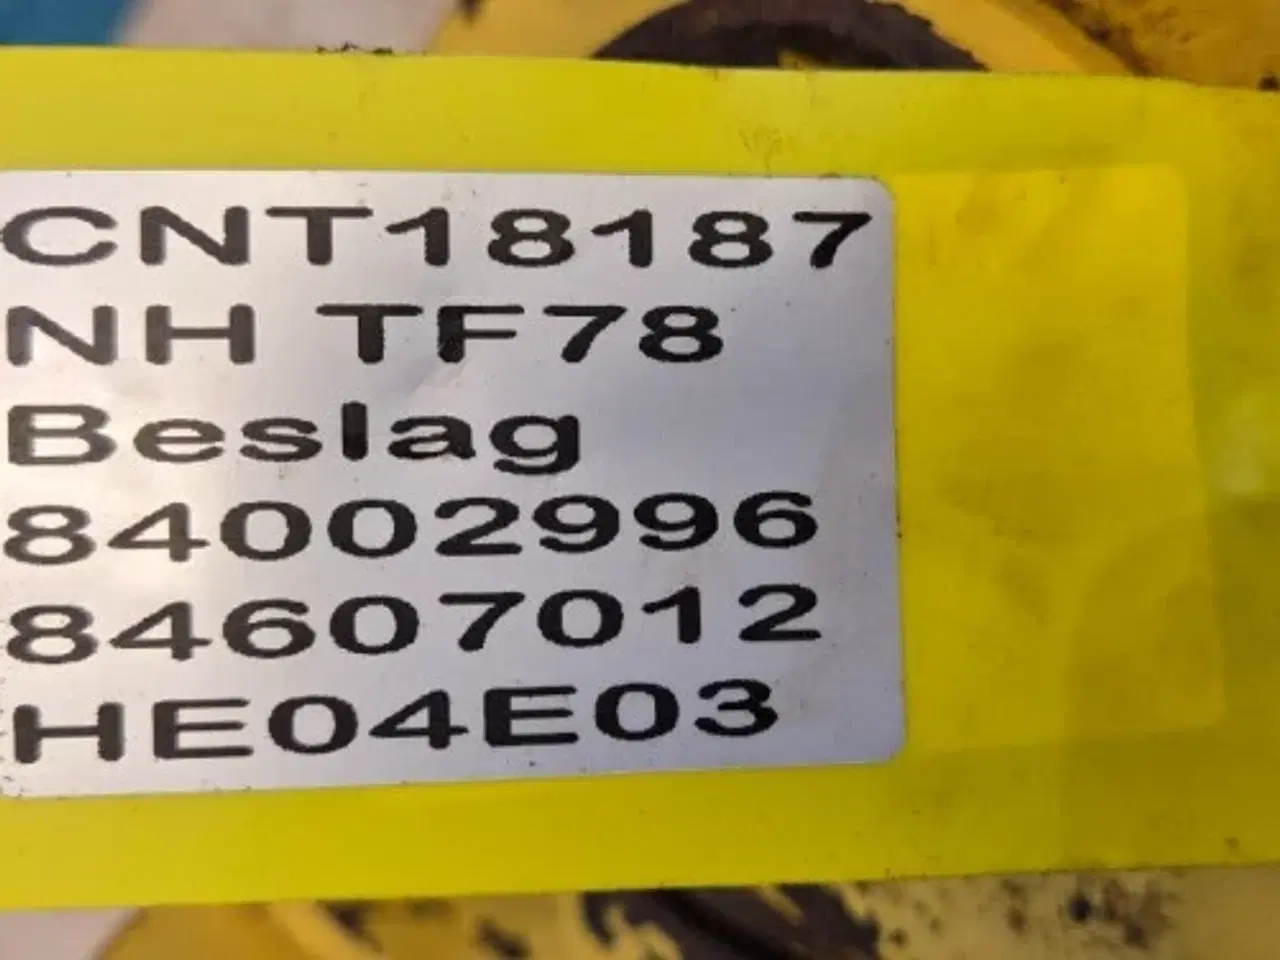 CNT18187
NH TF78
Beslag
84002996
84607012
HE04E03